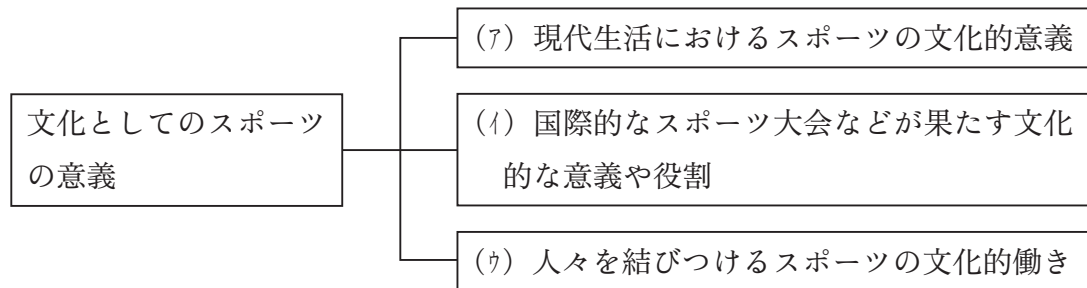 文化としてのスポーツ
の意義
(ｱ) 現代生活におけるスポーツの文化的意義
(ｲ) 国際的なスポーツ大会などが果たす文化
的な意義や役割
(ｳ) 人々を結びつけるスポーツの文化的働き